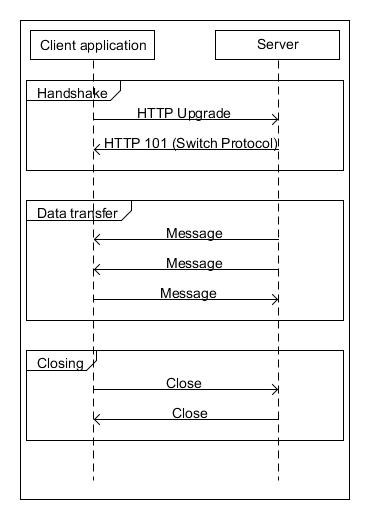 Client application
Server
Handshake
HTTP Upgrade
HTTP 101 (Switch Protocol)
Data transfer
Message
Message
Message
Closing
Close
Close